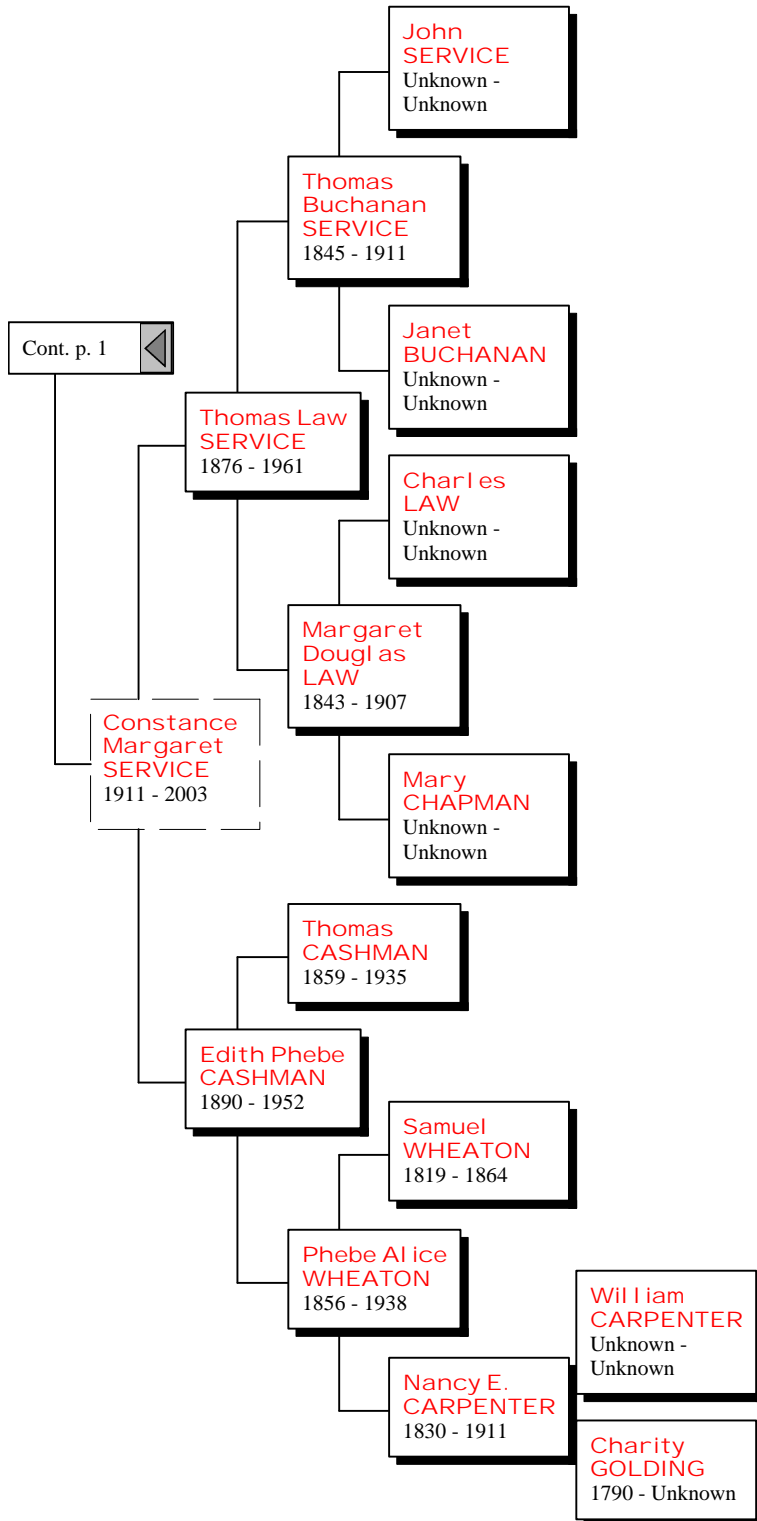 John
SERVICE
Unknown -
Unknown
Thomas
Buchanan
SERVICE
1845 - 1911
Janet
BUCHANAN
Unknown -
Unknown
Cont. p. 1
Thomas Law
SERVICE
1876 - 1961
Charles
LAW
Unknown -
Unknown
Margaret
Douglas
LAW
1843 - 1907
Constance
Margaret
SERVICE
1911 - 2003
Mary
CHAPMAN
Unknown -
Unknown
Thomas
CASHMAN
1859 - 1935
Edith Phebe
CASHMAN
1890 - 1952
Samuel
WHEATON
1819 - 1864
Phebe Alice
WHEATON
1856 - 1938
William
CARPENTER
Unknown -
Unknown
Nancy E.
CARPENTER
1830 - 1911
Charity
GOLDING
1790 - Unknown